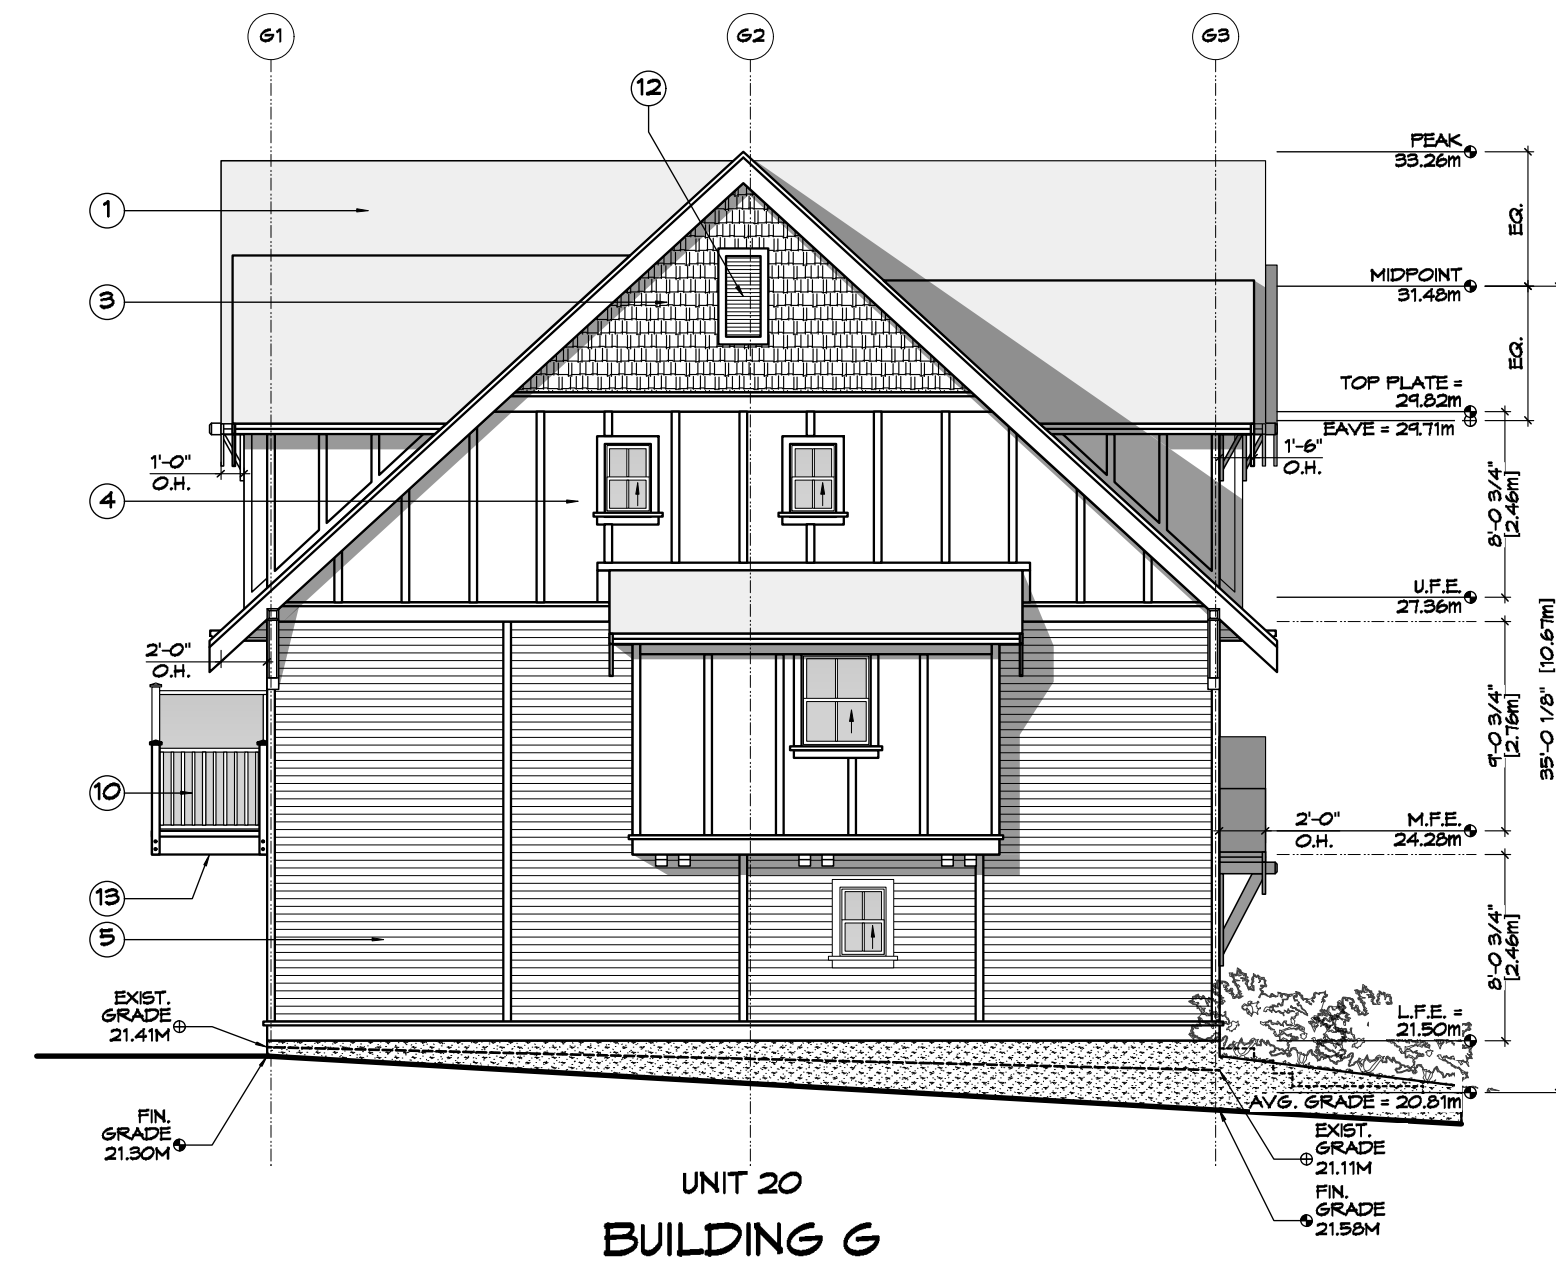 G1
G2
G3
12
1
3
4
10
13
5
PEAK
33.26m
MIDPOINT
31.48m
TOP PLATE =
29.82m
EAVE = 29.71m
U.F.E.
27.36m
M.F.E.
24.28m
L.F.E. =
21.50m
AVG. GRADE = 20.81m
EQ.
EQ.
8'-0 3/4"
[2.46m]
9'-0 3/4"
[2.76m]
8'-0 3/4"
[2.46m]
35'-0 1/8" [10.67m]
1'-0"
O.H.
1'-6"
O.H.
2'-0"
O.H.
2'-0"
O.H.
EXIST.
GRADE
21.41M
FIN.
GRADE
21.30M
EXIST.
GRADE
21.11M
FIN.
GRADE
21.58M
UNIT 20
BUILDING G